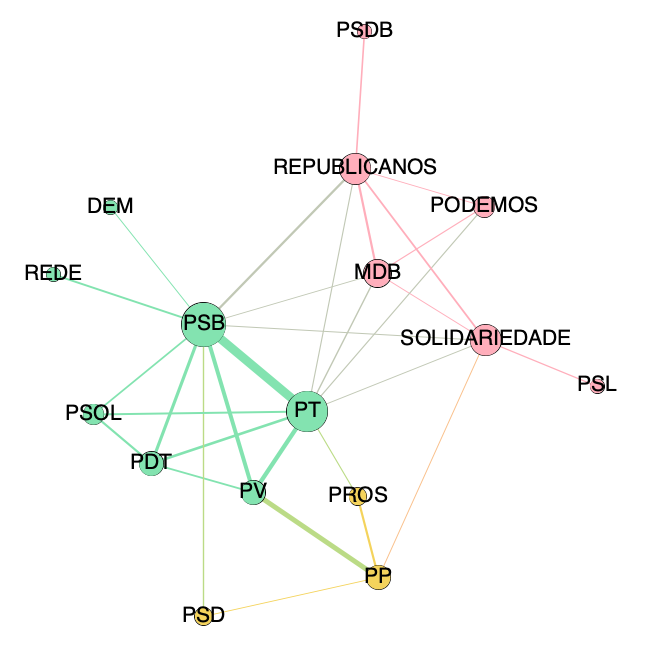 PSDB
REPUBLICANOS
PODEMOS
DEM
REDE
MDB
PSB
SOLIDARIEDADE
PSL
PSOL
PT
PDT
PV
PROS
PP
PSD